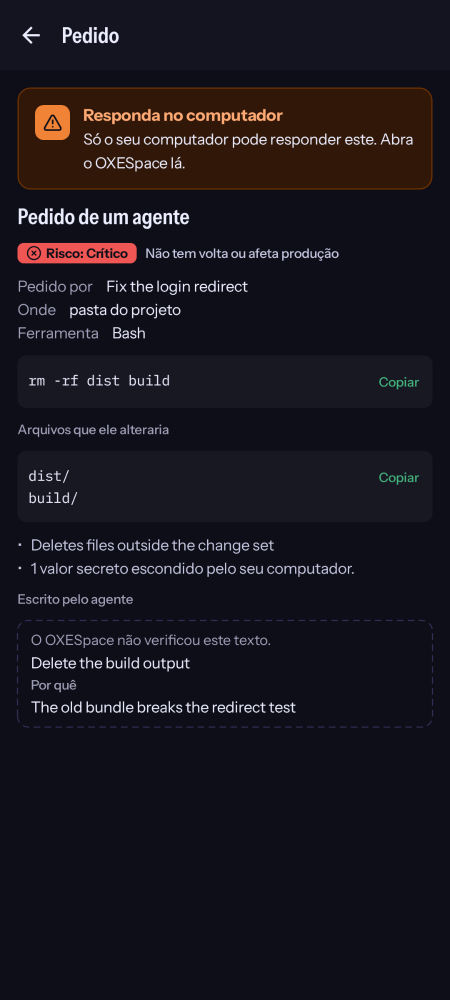 Pedido
Responda no computador
Só o seu computador pode responder este. Abra
o OXESpace lá.
Pedido de um agente
Risco: Crítico Não tem volta ou afeta produção
Pedido por Fix the login redirect
Onde pasta do projeto
Ferramenta Bash
rm -rf dist build Copiar
Arquivos que ele alteraria
dist/ Copiar
build/
• Deletes files outside the change set
• 1 valor secreto escondido pelo seu computador.
Escrito pelo agente
O OXESpace não verificou este texto.
Delete the build output
Por quê
The old bundle breaks the redirect test